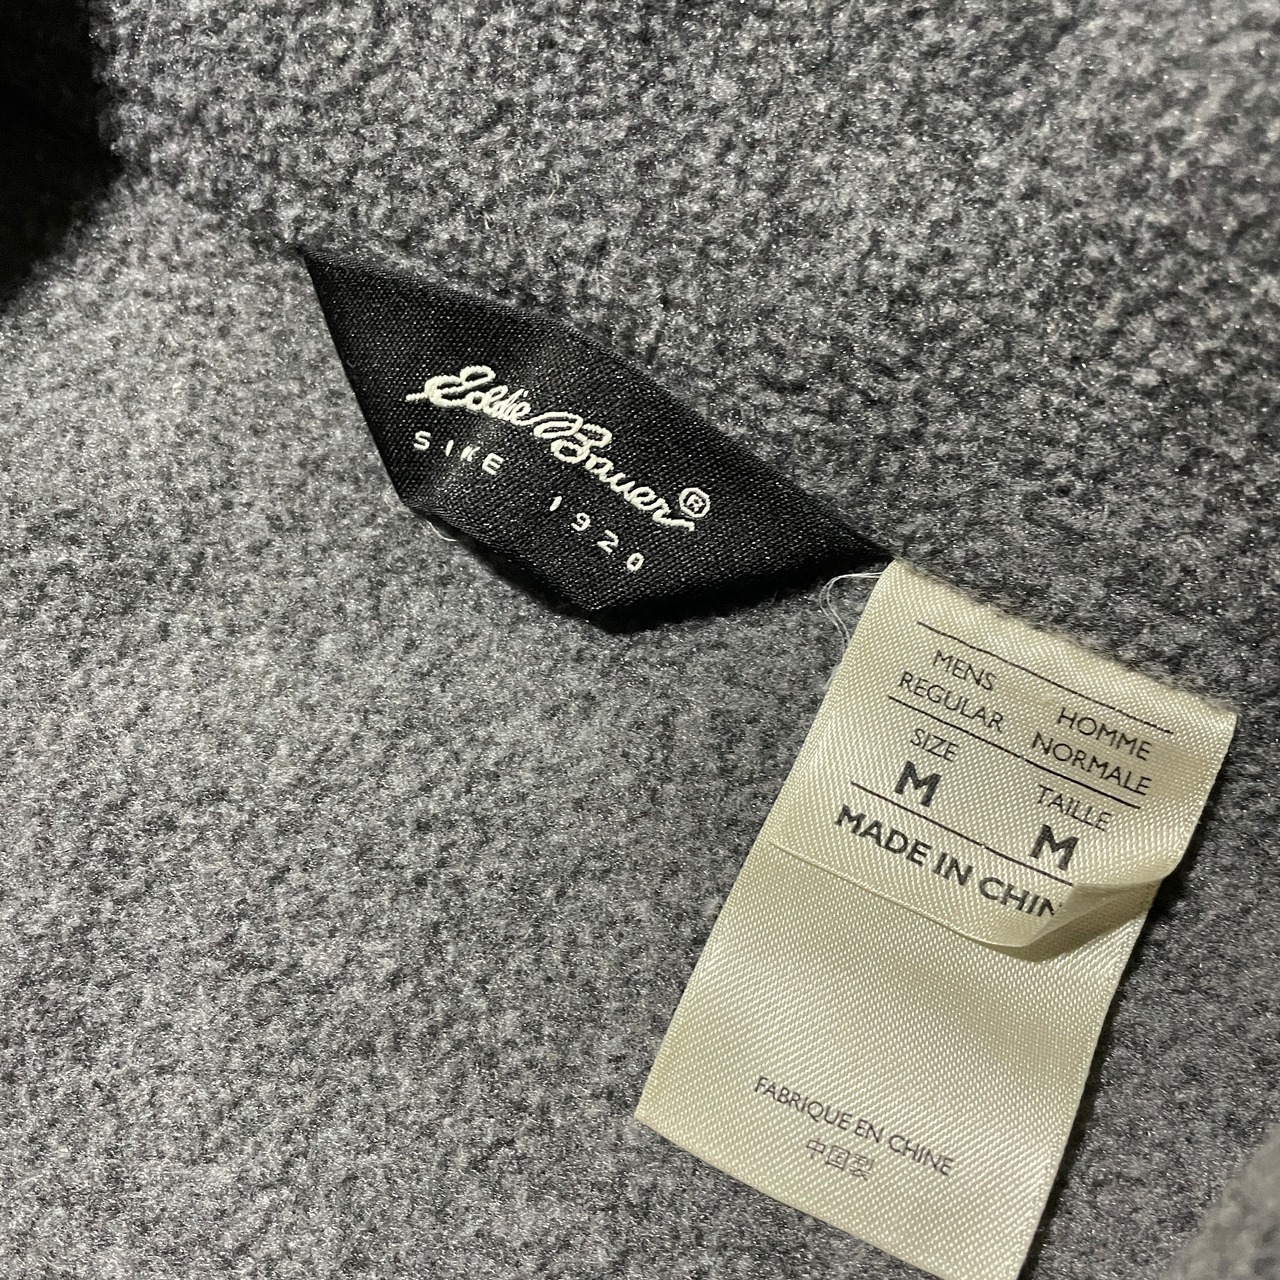 Eddie Bauer®
SINCE 1920
MENS HOMME
REGULAR NORMALE
SIZE TAILLE
M M
MADE IN CHIN
FABRIQUE EN CHINE
中国製